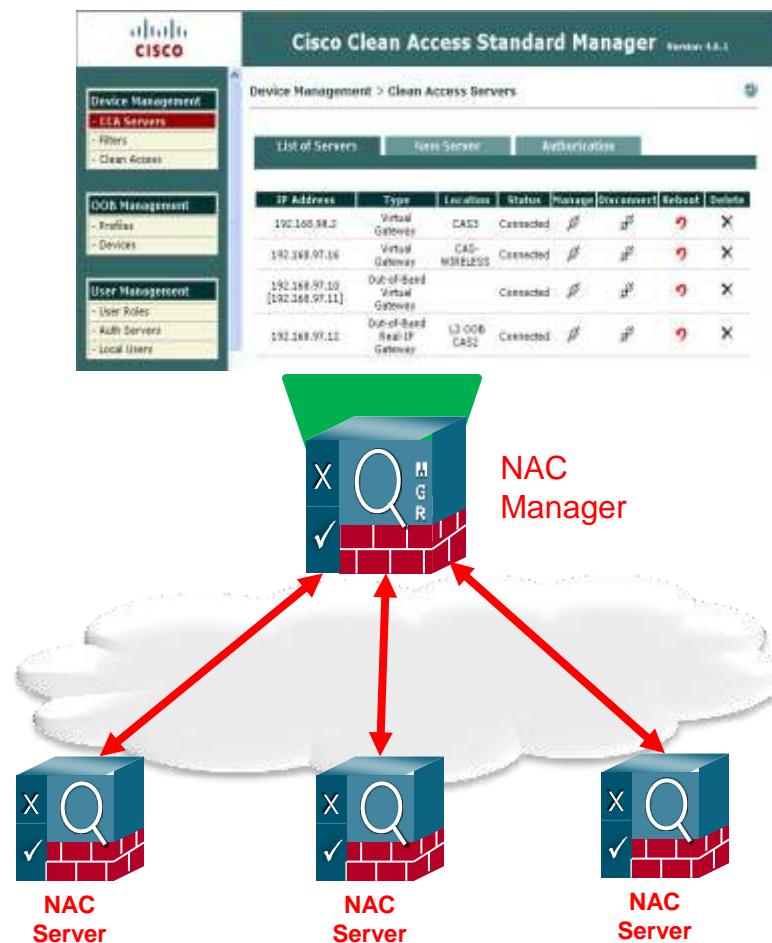 CISCO
Cisco Clean Access Standard Manager
Device Management
- CCA Servers
- Filters
- Clean Access
OOB Management
- Profiles
- Devices
User Management
- User Roles
- Auth Servers
- Local Users
Device Management > Clean Access Servers
List of Servers New Server Authorization
IP Address Type Location Status Manage Disconnect Reboot Delete
192.168.98.2 Virtual Gateway CAS3 Connected
192.168.97.16 Virtual Gateway CAS-WIRELESS Connected
192.168.97.10 [192.168.97.11] Out-of-Band Virtual Gateway Connected
192.168.97.12 Out-of-Band Real-IP Gateway L3 OOB CAS2 Connected
M
G
R
NAC
Manager
NAC
Server
NAC
Server
NAC
Server